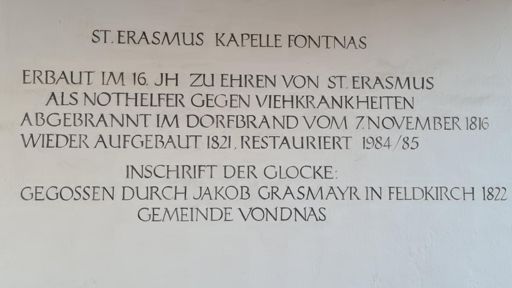 ST. ERASMUS KAPELLE FONTNAS
ERBAUT IM 16. JH ZU EHREN VON ST. ERASMUS
ALS NOTHELFER GEGEN VIEHKRANKHEITEN
ABGEBRANNT IM DORFBRAND VOM 7. NOVEMBER 1816
WIEDER AUFGEBAUT 1821, RESTAURIERT 1984/85
INSCHRIFT DER GLOCKE:
GEGOSSEN DURCH JAKOB GRASMAYR IN FELDKIRCH 1822
GEMEINDE VONDNAS